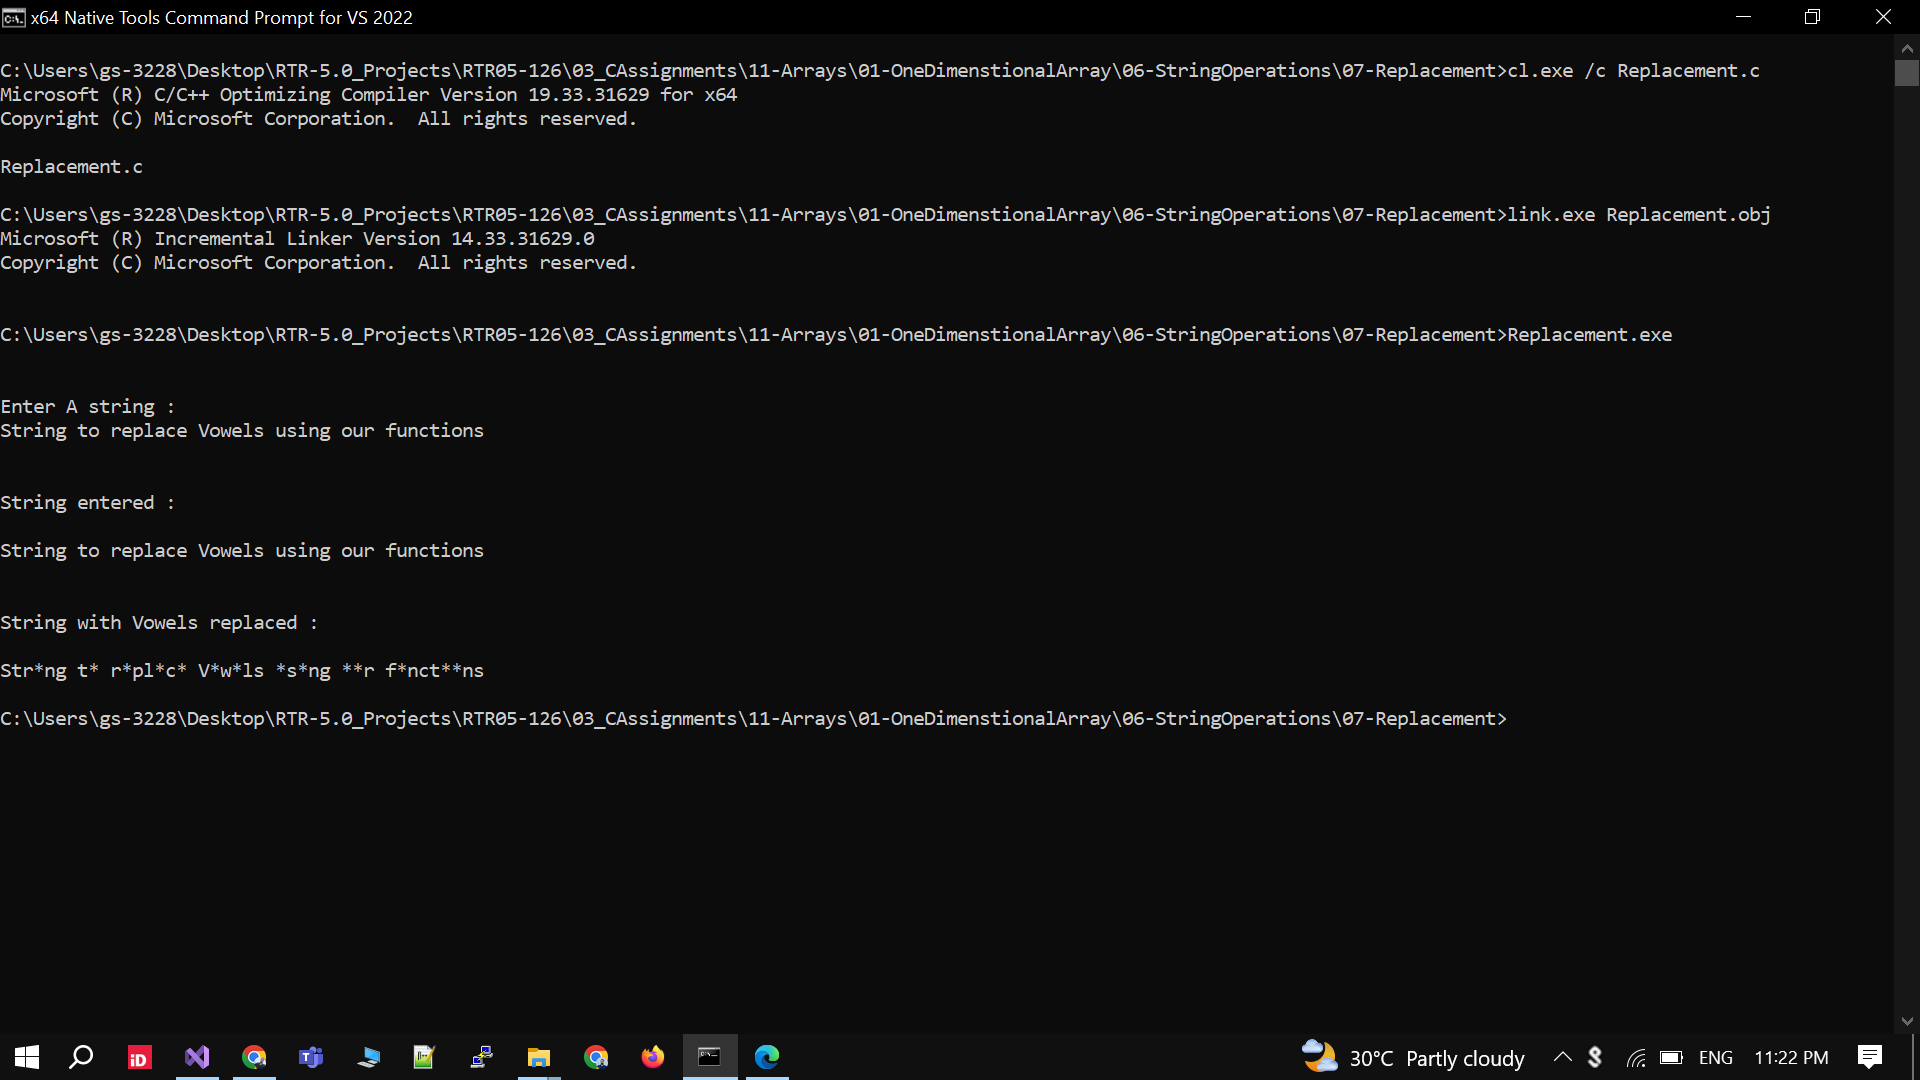 x64 Native Tools Command Prompt for VS 2022
C:\Users\gs-3228\Desktop\RTR-5.0_Projects\RTR05-126\03_CAssignments\11-Arrays\01-OneDimenstionalArray\06-StringOperations\07-Replacement>cl.exe /c Replacement.c
Microsoft (R) C/C++ Optimizing Compiler Version 19.33.31629 for x64
Copyright (C) Microsoft Corporation.  All rights reserved.
Replacement.c
C:\Users\gs-3228\Desktop\RTR-5.0_Projects\RTR05-126\03_CAssignments\11-Arrays\01-OneDimenstionalArray\06-StringOperations\07-Replacement>link.exe Replacement.obj
Microsoft (R) Incremental Linker Version 14.33.31629.0
Copyright (C) Microsoft Corporation.  All rights reserved.
C:\Users\gs-3228\Desktop\RTR-5.0_Projects\RTR05-126\03_CAssignments\11-Arrays\01-OneDimenstionalArray\06-StringOperations\07-Replacement>Replacement.exe
Enter A string :
String to replace Vowels using our functions
String entered :
String to replace Vowels using our functions
String with Vowels replaced :
Str*ng t* r*pl*c* V*w*ls *s*ng **r f*nct**ns
C:\Users\gs-3228\Desktop\RTR-5.0_Projects\RTR05-126\03_CAssignments\11-Arrays\01-OneDimenstionalArray\06-StringOperations\07-Replacement>
iD
30°C Partly cloudy
ENG
11:22 PM